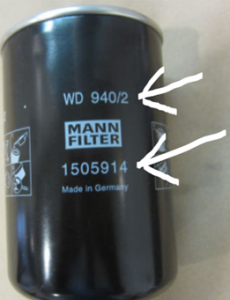 WD 940/2
MANN
FILTER
1505914
Made in Germany